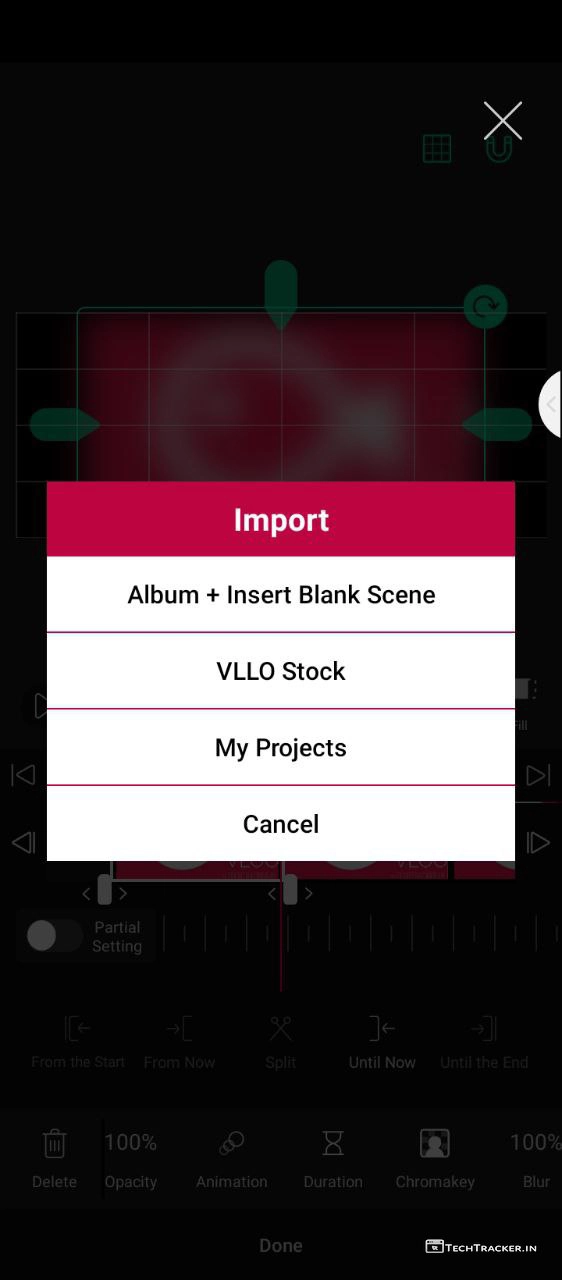 Import
Album + Insert Blank Scene
VLLO Stock
My Projects
Cancel
VLLO
Partial
Setting
From the Start
From Now
Split
Until Now
Until the End
100%
100%
Delete
Opacity
Animation
Duration
Chromakey
Blur
Done
TECHTRACKER.IN